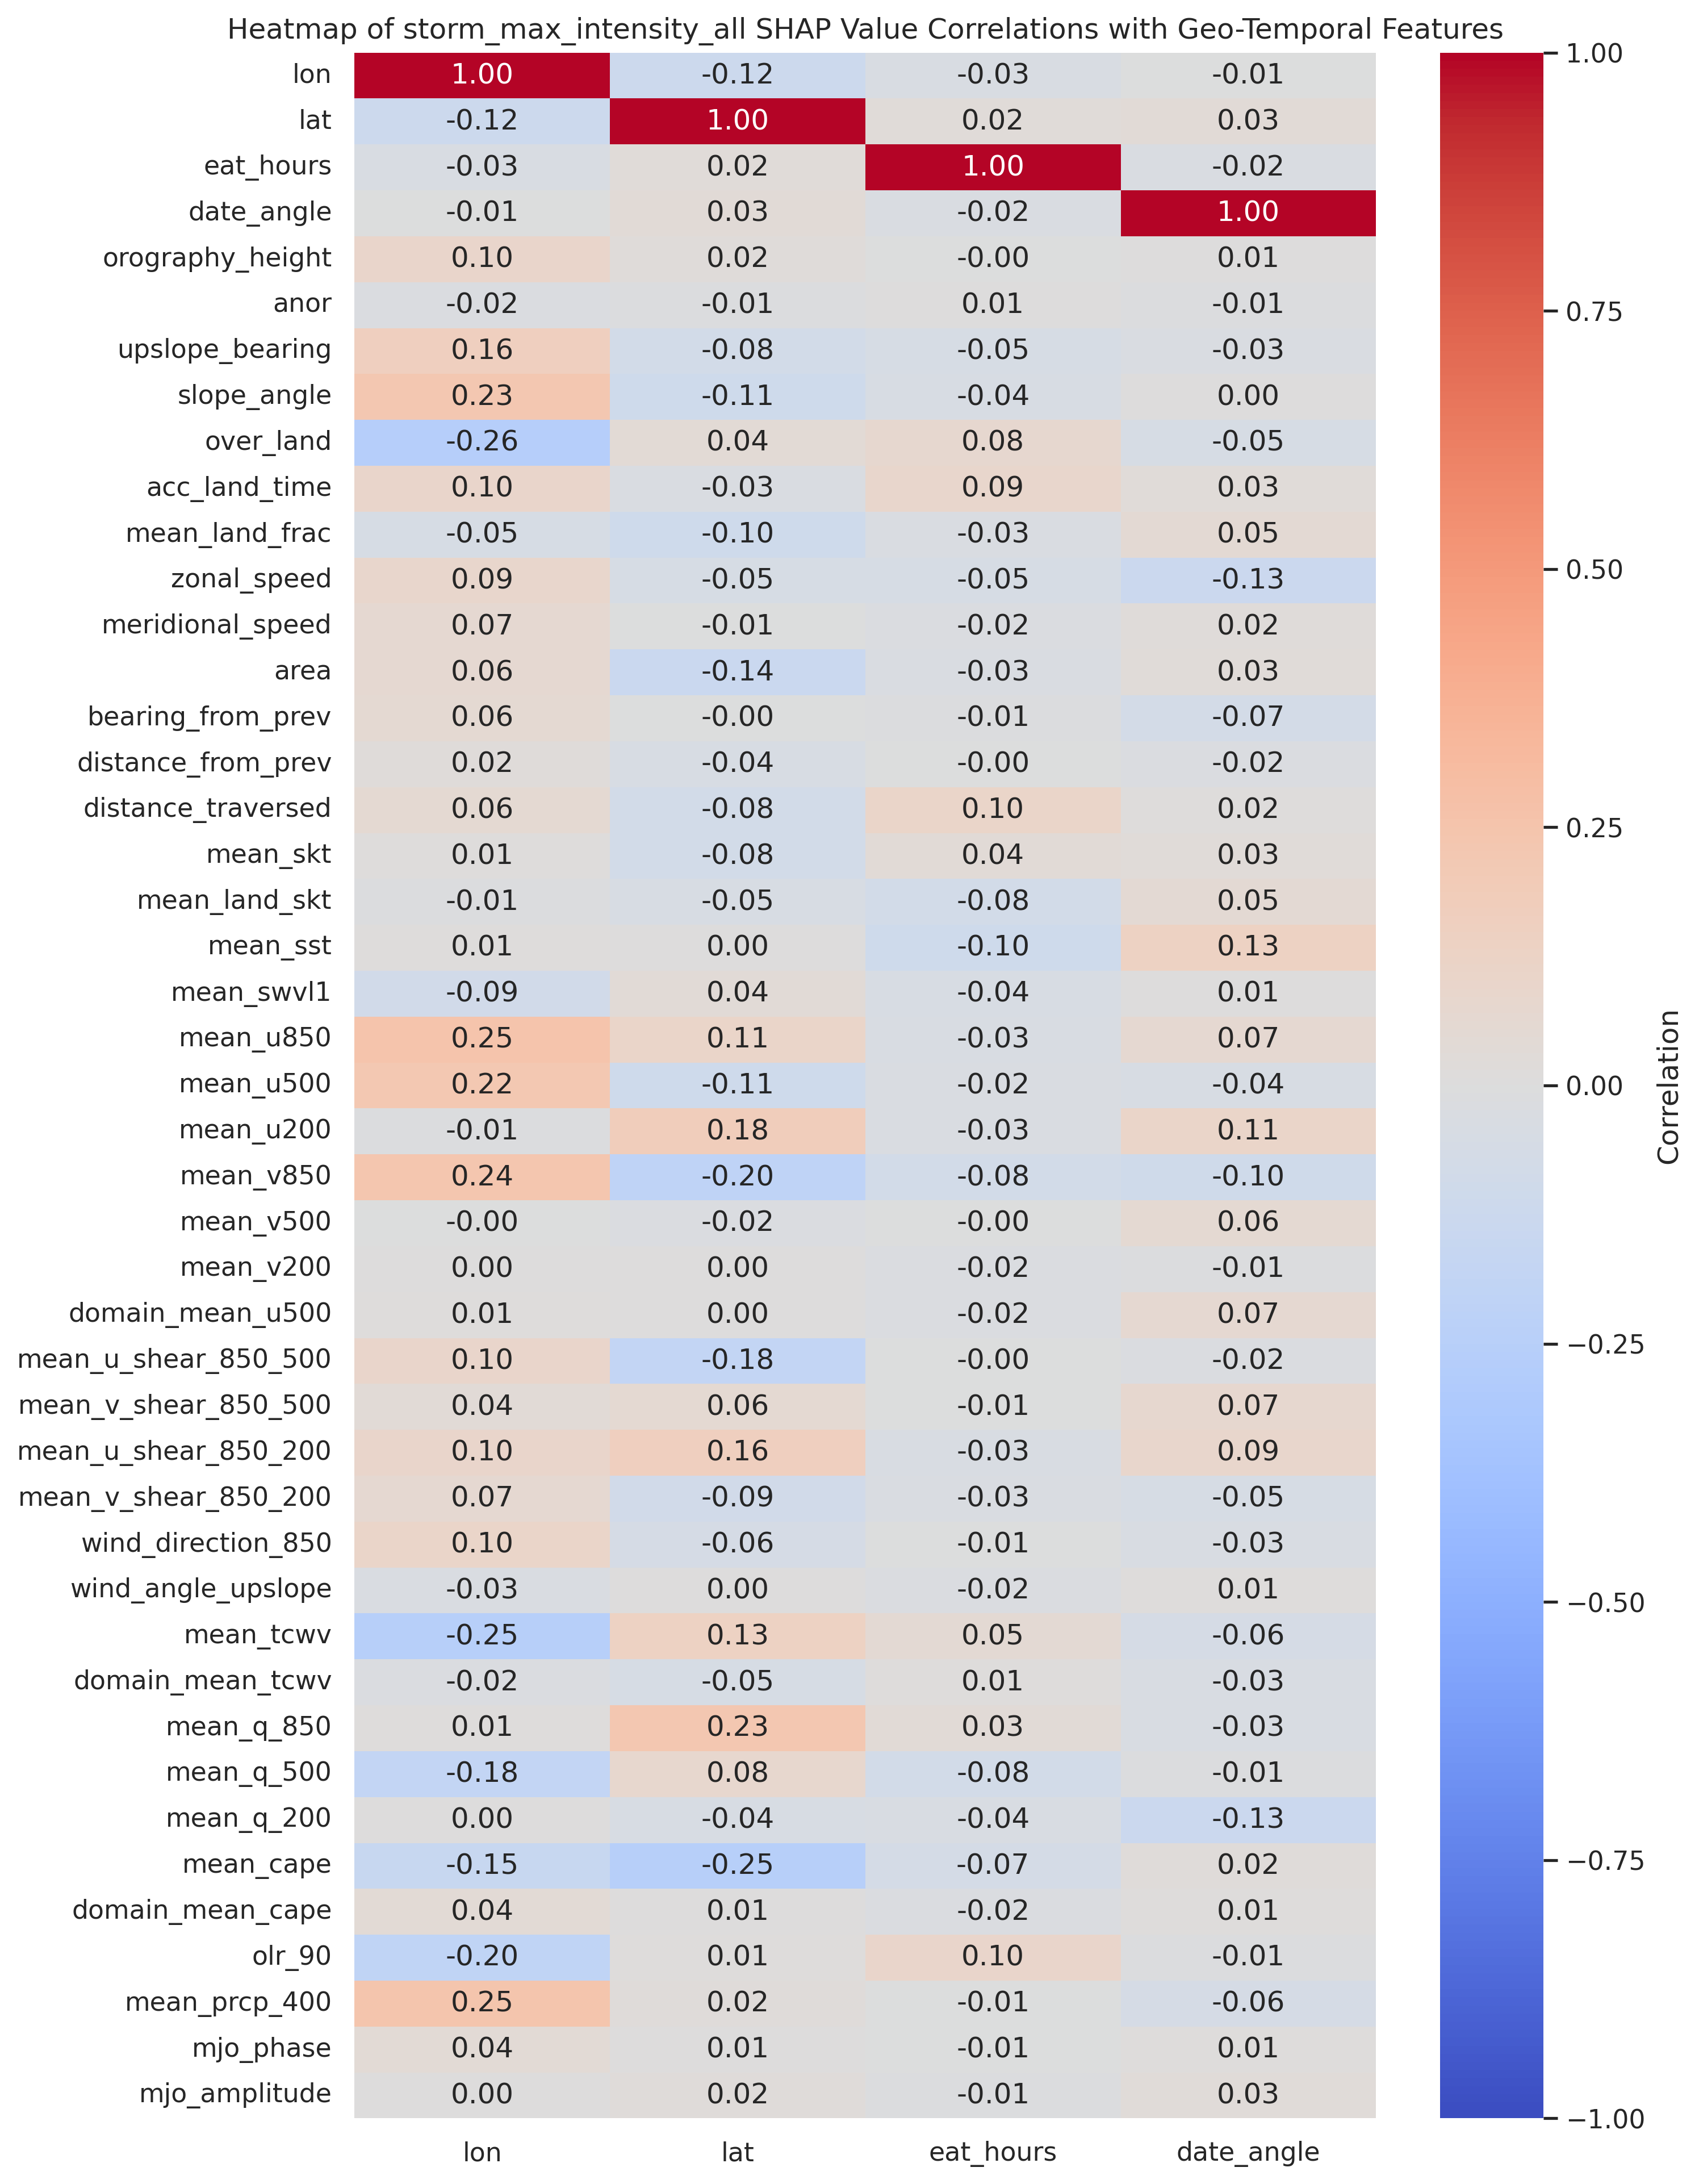 Heatmap of storm_max_intensity_all SHAP Value Correlations with Geo-Temporal Features
lon 1.00 -0.12 -0.03 -0.01
lat -0.12 1.00 0.02 0.03
eat_hours -0.03 0.02 1.00 -0.02
date_angle -0.01 0.03 -0.02 1.00
orography_height 0.10 0.02 -0.00 0.01
anor -0.02 -0.01 0.01 -0.01
upslope_bearing 0.16 -0.08 -0.05 -0.03
slope_angle 0.23 -0.11 -0.04 0.00
over_land -0.26 0.04 0.08 -0.05
acc_land_time 0.10 -0.03 0.09 0.03
mean_land_frac -0.05 -0.10 -0.03 0.05
zonal_speed 0.09 -0.05 -0.05 -0.13
meridional_speed 0.07 -0.01 -0.02 0.02
area 0.06 -0.14 -0.03 0.03
bearing_from_prev 0.06 -0.00 -0.01 -0.07
distance_from_prev 0.02 -0.04 -0.00 -0.02
distance_traversed 0.06 -0.08 0.10 0.02
mean_skt 0.01 -0.08 0.04 0.03
mean_land_skt -0.01 -0.05 -0.08 0.05
mean_sst 0.01 0.00 -0.10 0.13
mean_swvl1 -0.09 0.04 -0.04 0.01
mean_u850 0.25 0.11 -0.03 0.07
mean_u500 0.22 -0.11 -0.02 -0.04
mean_u200 -0.01 0.18 -0.03 0.11
mean_v850 0.24 -0.20 -0.08 -0.10
mean_v500 -0.00 -0.02 -0.00 0.06
mean_v200 0.00 0.00 -0.02 -0.01
domain_mean_u500 0.01 0.00 -0.02 0.07
mean_u_shear_850_500 0.10 -0.18 -0.00 -0.02
mean_v_shear_850_500 0.04 0.06 -0.01 0.07
mean_u_shear_850_200 0.10 0.16 -0.03 0.09
mean_v_shear_850_200 0.07 -0.09 -0.03 -0.05
wind_direction_850 0.10 -0.06 -0.01 -0.03
wind_angle_upslope -0.03 0.00 -0.02 0.01
mean_tcwv -0.25 0.13 0.05 -0.06
domain_mean_tcwv -0.02 -0.05 0.01 -0.03
mean_q_850 0.01 0.23 0.03 -0.03
mean_q_500 -0.18 0.08 -0.08 -0.01
mean_q_200 0.00 -0.04 -0.04 -0.13
mean_cape -0.15 -0.25 -0.07 0.02
domain_mean_cape 0.04 0.01 -0.02 0.01
olr_90 -0.20 0.01 0.10 -0.01
mean_prcp_400 0.25 0.02 -0.01 -0.06
mjo_phase 0.04 0.01 -0.01 0.01
mjo_amplitude 0.00 0.02 -0.01 0.03
lon lat eat_hours date_angle
1.00
0.75
0.50
0.25
0.00
−0.25
−0.50
−0.75
−1.00
Correlation